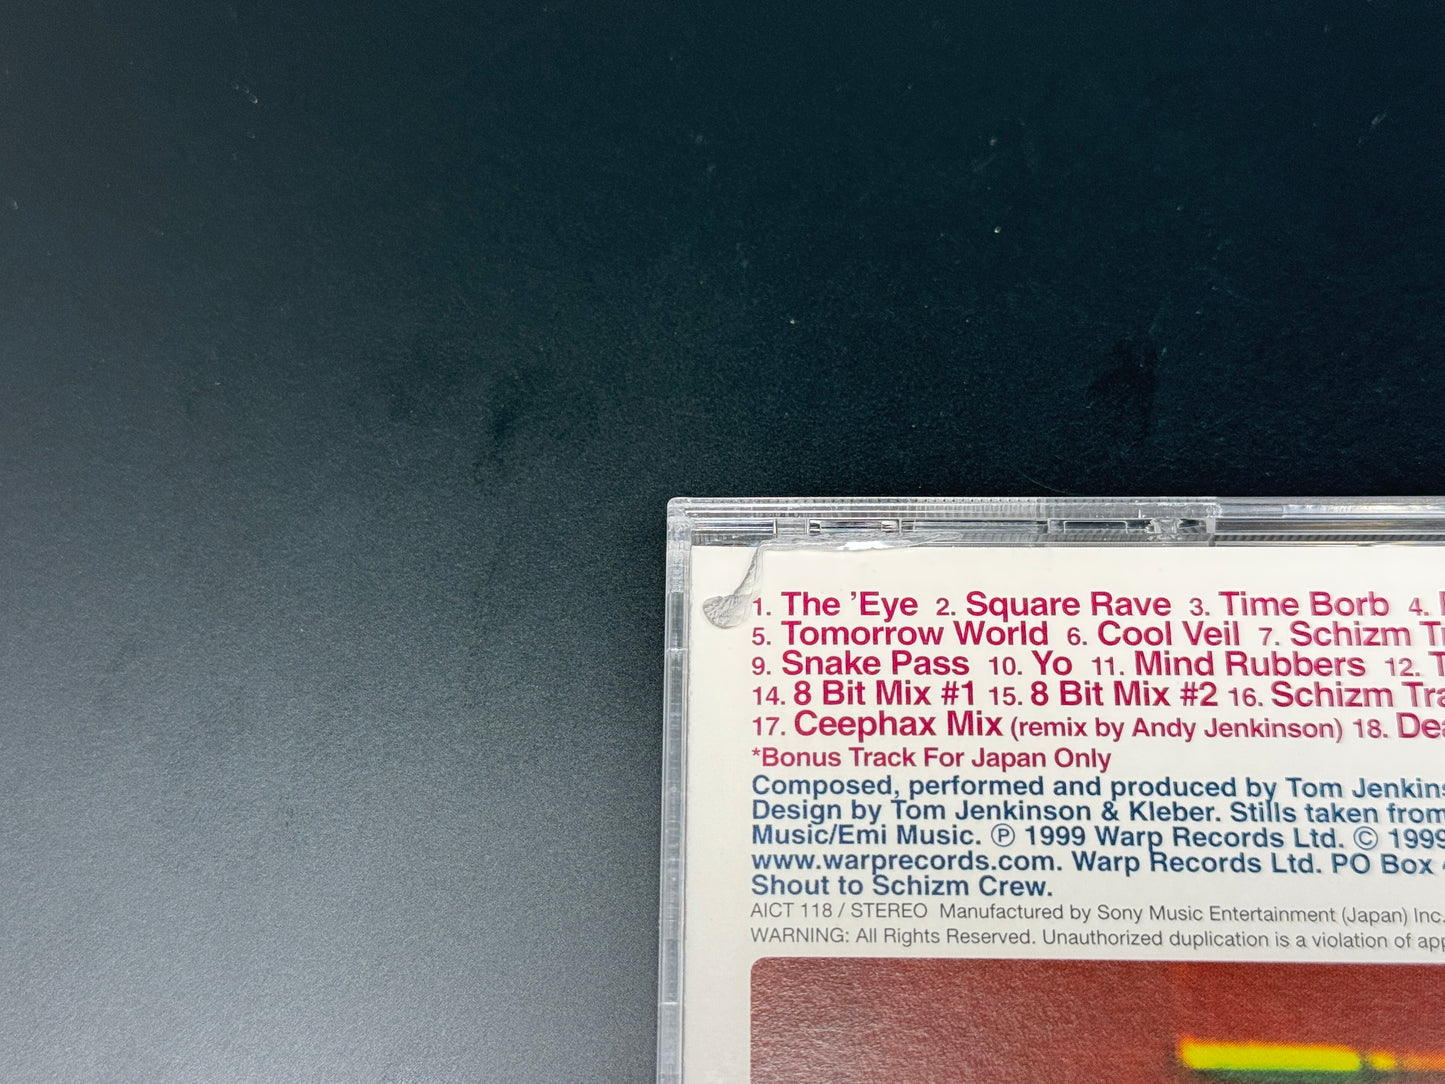 1. The 'Eye 2. Square Rave 3. Time Borb 4.
5. Tomorrow World 6. Cool Veil 7. Schizm
9. Snake Pass 10. Yo 11. Mind Rubbers 12.
14. 8 Bit Mix #1 15. 8 Bit Mix #2 16. Schizm
17. Ceephax Mix (remix by Andy Jenkinson) 18.
*Bonus Track For Japan Only
Composed, performed and produced by Tom
Design by Tom Jenkinson & Kleber. Stills taken from
Music/Emi Music. ℗ 1999 Warp Records Ltd. © 1999
www.warprecords.com. Warp Records Ltd. PO Box
Shout to Schizm Crew.
AICT 118 / STEREO Manufactured by Sony Music Entertainment (Japan) Inc.
WARNING: All Rights Reserved. Unauthorized duplication is a violation of